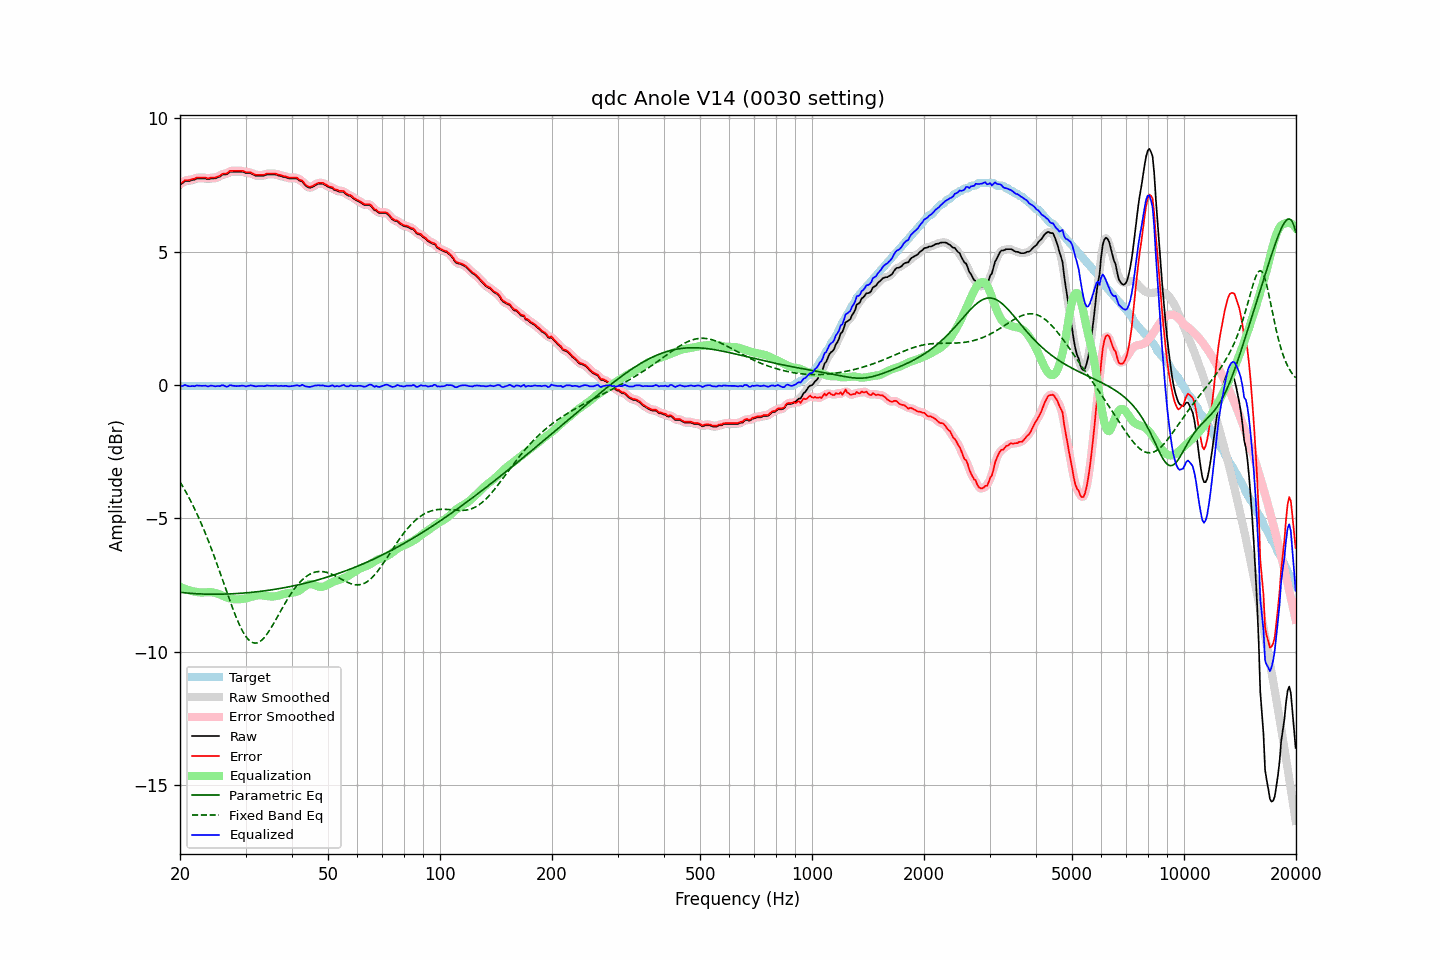 qdc Anole V14 (0030 setting)
10
5
0
−5
−10
−15
Amplitude (dBr)
Target
Raw Smoothed
Error Smoothed
Raw
Error
Equalization
Parametric Eq
Fixed Band Eq
Equalized
20 50 100 200 500 1000 2000 5000 10000 20000
Frequency (Hz)